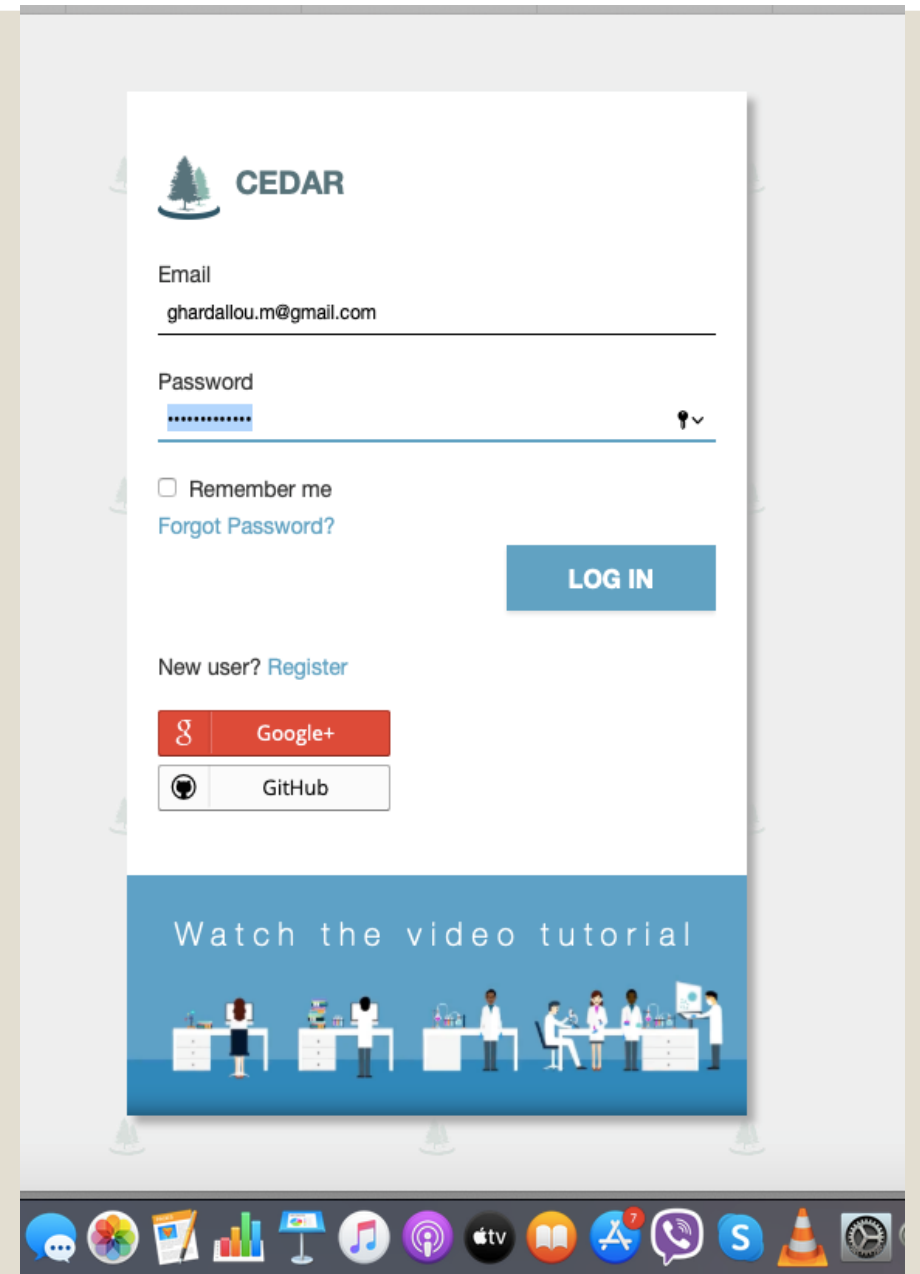 CEDAR
Email
ghardallou.m@gmail.com
Password
•••••••••••••
Remember me
Forgot Password?
LOG IN
New user? Register
g Google+
GitHub
Watch the video tutorial
7
tv
S